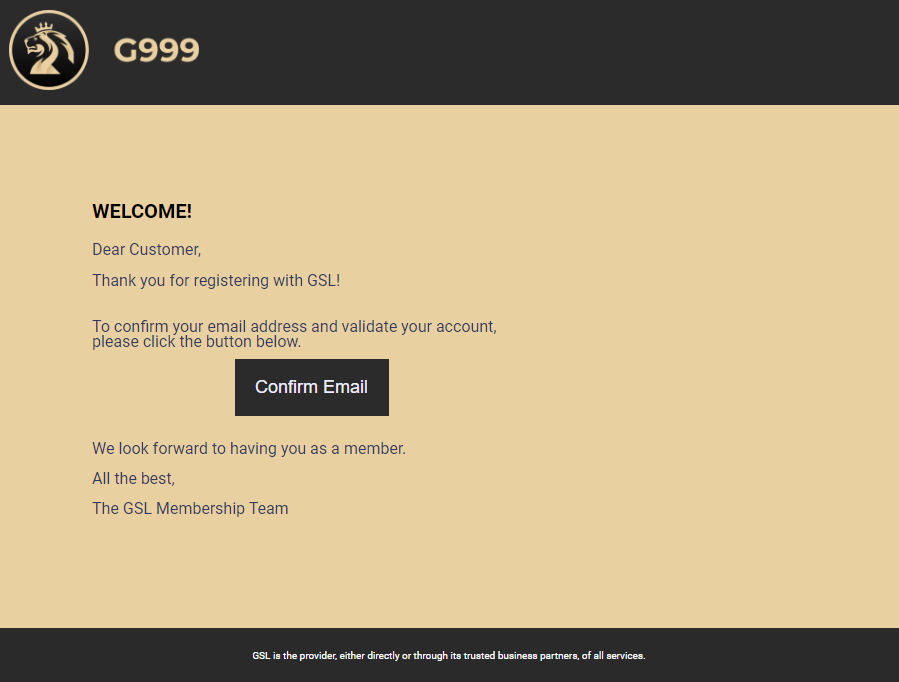 G999
WELCOME!
Dear Customer,
Thank you for registering with GSL!
To confirm your email address and validate your account,
please click the button below.
Confirm Email
We look forward to having you as a member.
All the best,
The GSL Membership Team
GSL is the provider, either directly or through its trusted business partners, of all services.